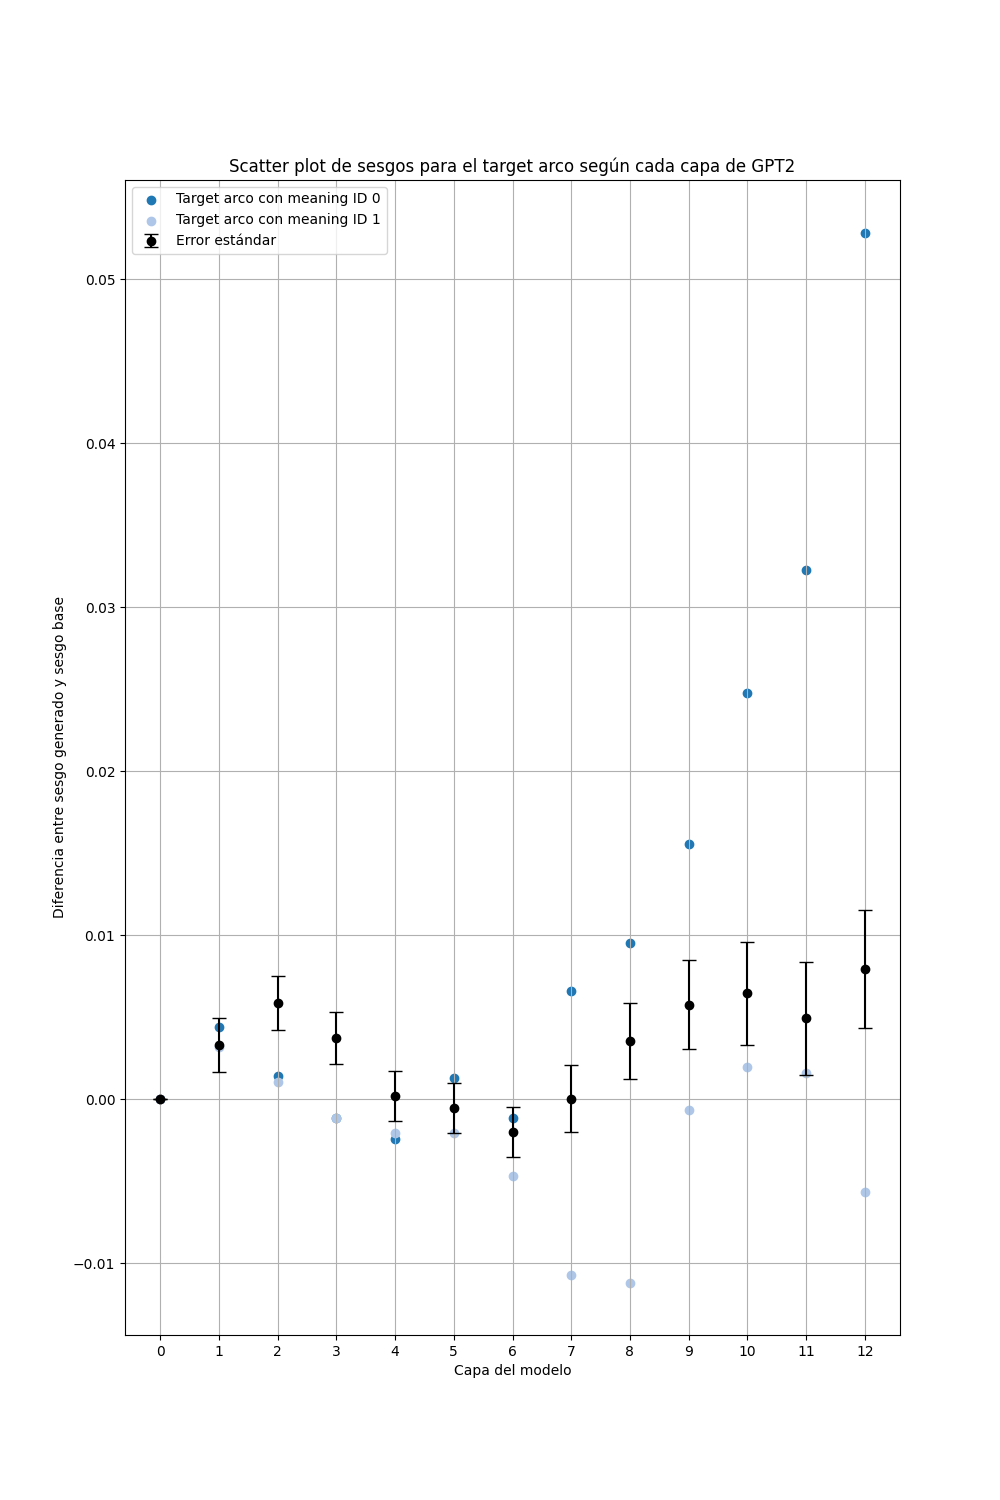 Scatter plot de sesgos para el target arco según cada capa de GPT2
Target arco con meaning ID 0
Target arco con meaning ID 1
Error estándar
0.05
0.04
0.03
0.02
0.01
0.00
−0.01
Diferencia entre sesgo generado y sesgo base
0 1 2 3 4 5 6 7 8 9 10 11 12
Capa del modelo